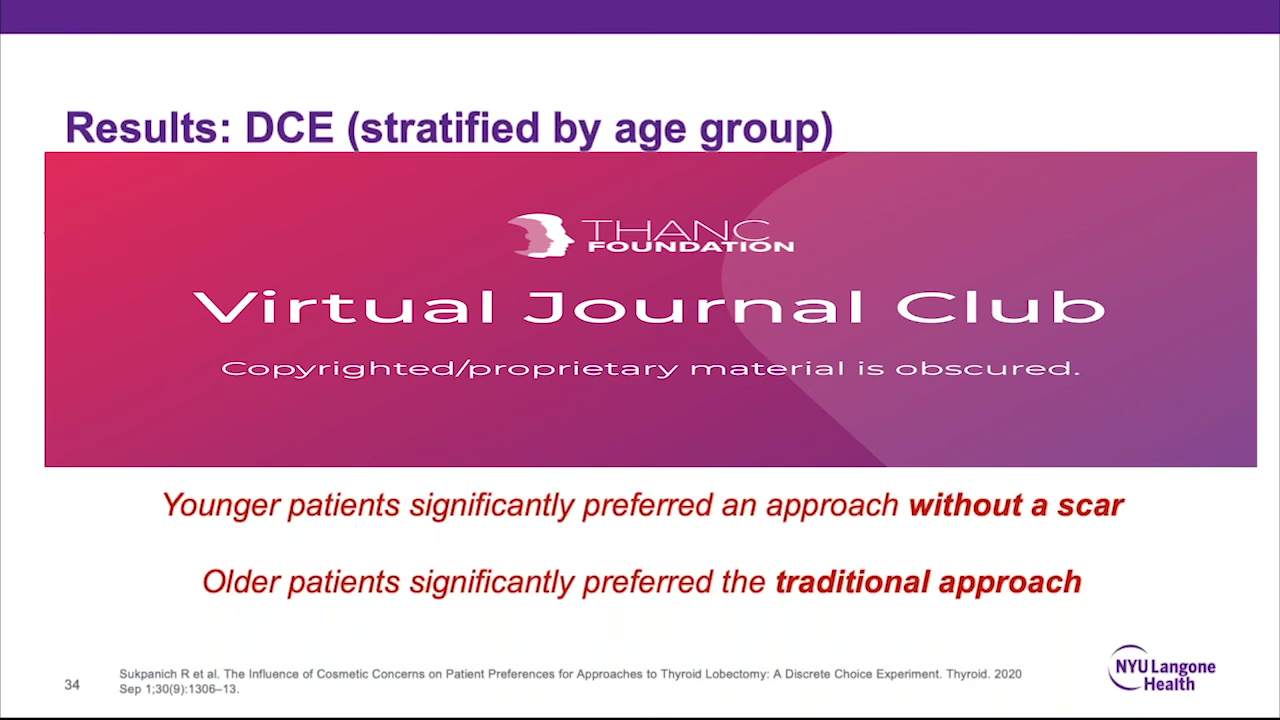 Results: DCE (stratified by age group)
THANC
FOUNDATION
Virtual Journal Club
Copyrighted/proprietary material is obscured.
Younger patients significantly preferred an approach without a scar
Older patients significantly preferred the traditional approach
34
Sukpanich R et al. The Influence of Cosmetic Concerns on Patient Preferences for Approaches to Thyroid Lobectomy: A Discrete Choice Experiment. Thyroid. 2020
Sep 1;30(9):1306–13.
NYU Langone
Health